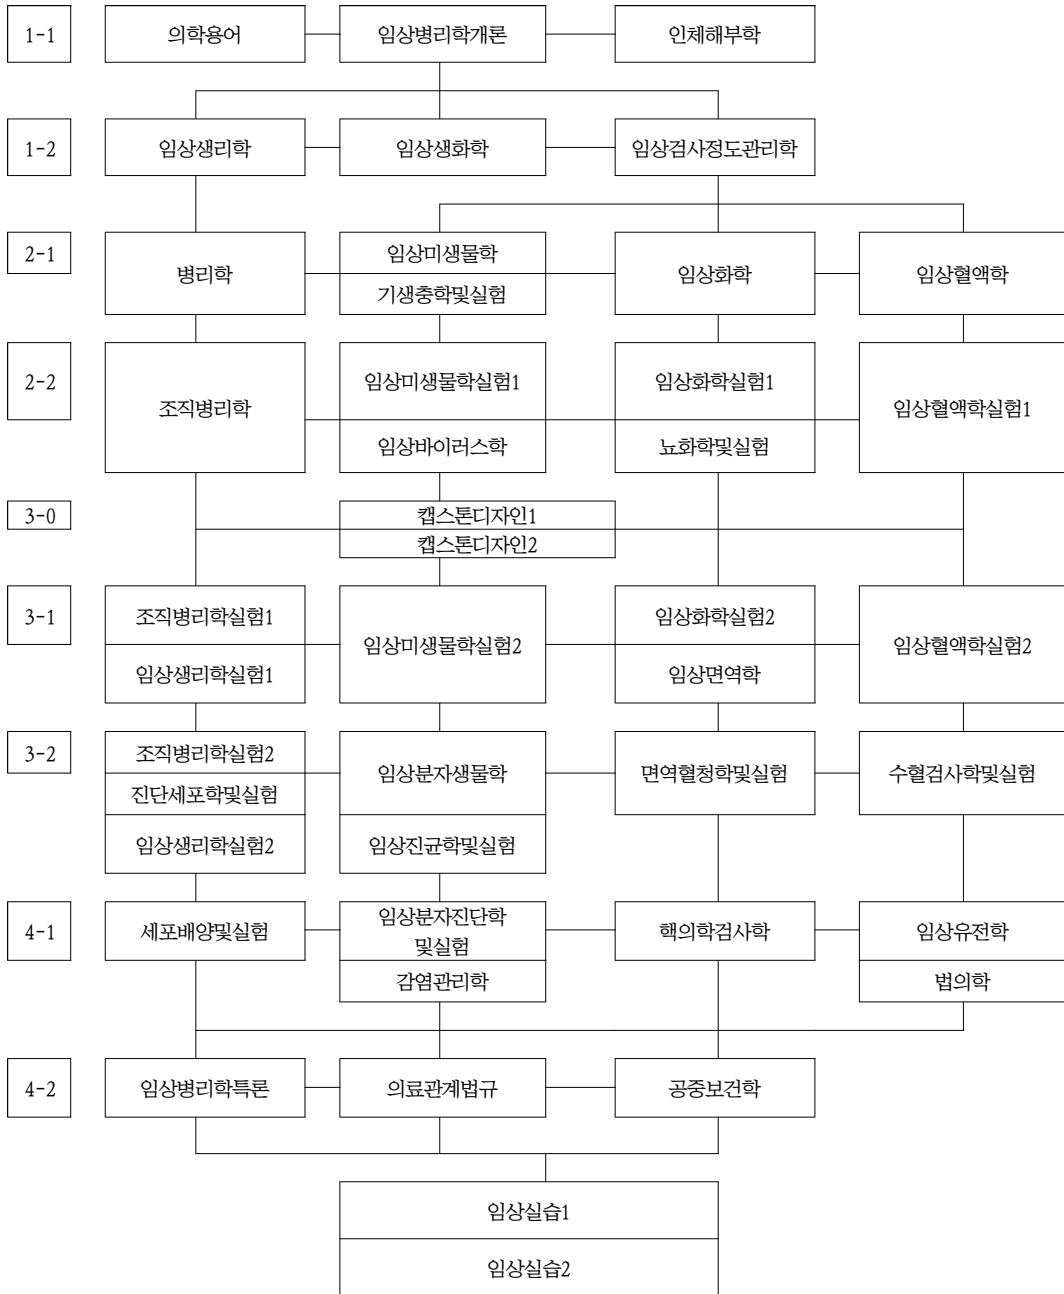 1-1
의학용어
임상병리학개론
인체해부학
1-2
임상생리학
임상생화학
임상검사정도관리학
2-1
병리학
임상미생물학
기생충학및실험
임상화학
임상혈액학
2-2
조직병리학
임상미생물학실험1
임상바이러스학
임상화학실험1
뇨화학및실험
임상혈액학실험1
3-0
캡스톤디자인1
캡스톤디자인2
3-1
조직병리학실험1
임상생리학실험1
임상미생물학실험2
임상화학실험2
임상면역학
임상혈액학실험2
3-2
조직병리학실험2
진단세포학및실험
임상생리학실험2
임상분자생물학
임상진균학및실험
면역혈청학및실험
수혈검사학및실험
4-1
세포배양및실험
임상분자진단학
및실험
감염관리학
핵의학검사학
임상유전학
법의학
4-2
임상병리학특론
의료관계법규
공중보건학
임상실습1
임상실습2